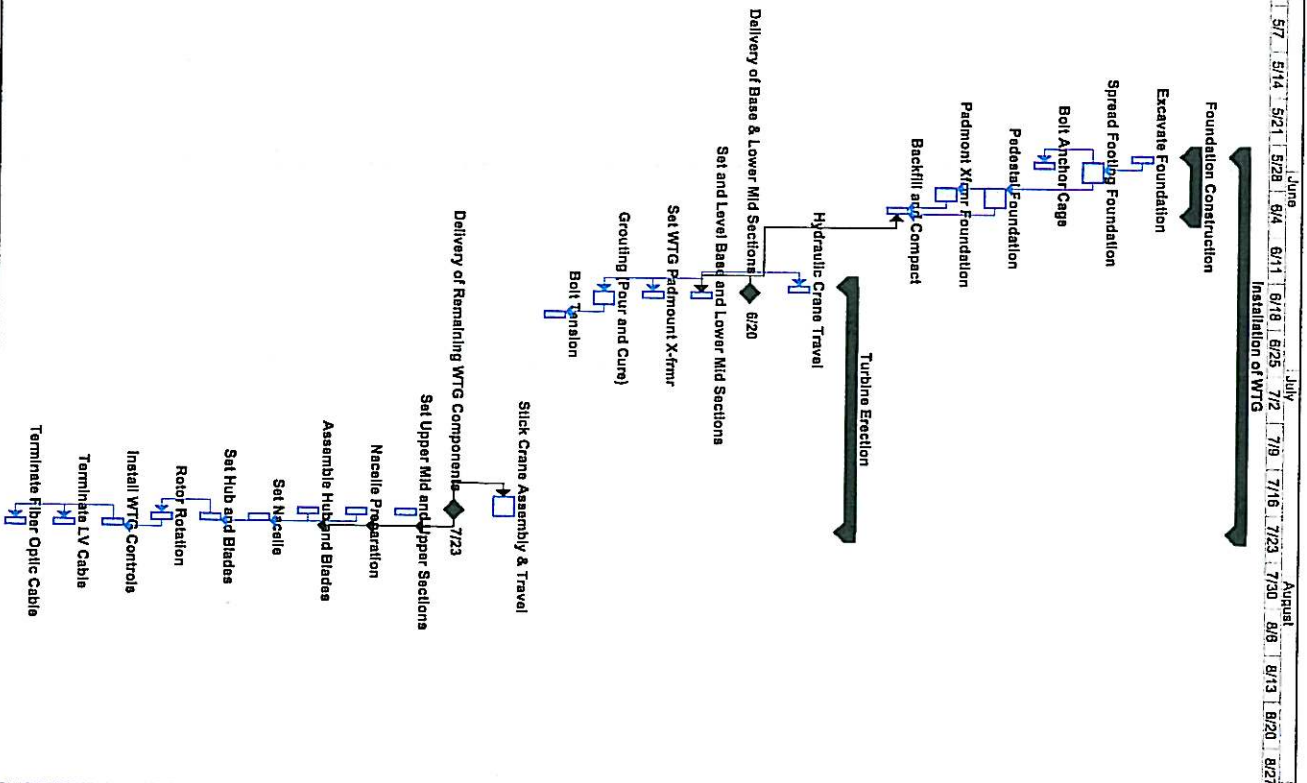 June July August
5/7 5/14 5/21 5/28 6/4 6/11 6/18 6/25 7/2 7/9 7/16 7/23 7/30 8/6 8/13 8/20 8/27
Installation of WTG
Foundation Construction
Excavate Foundation
Spread Footing Foundation
Bolt Anchor Cage
Pedestal Foundation
Padmont Xfmr Foundation
Backfill and Compact
Turbine Erection
Hydraulic Crane Travel
Delivery of Base & Lower Mid Sections 6/20
Set and Level Base and Lower Mid Sections
Set WTG Padmount X-frmr
Grouting (Pour and Cure)
Bolt Tension
Stick Crane Assembly & Travel
Delivery of Remaining WTG Components 7/23
Set Upper Mid and Upper Sections
Nacelle Preparation
Assemble Hub and Blades
Set Nacelle
Set Hub and Blades
Rotor Rotation
Install WTG Controls
Terminate LV Cable
Terminate Fiber Optic Cable